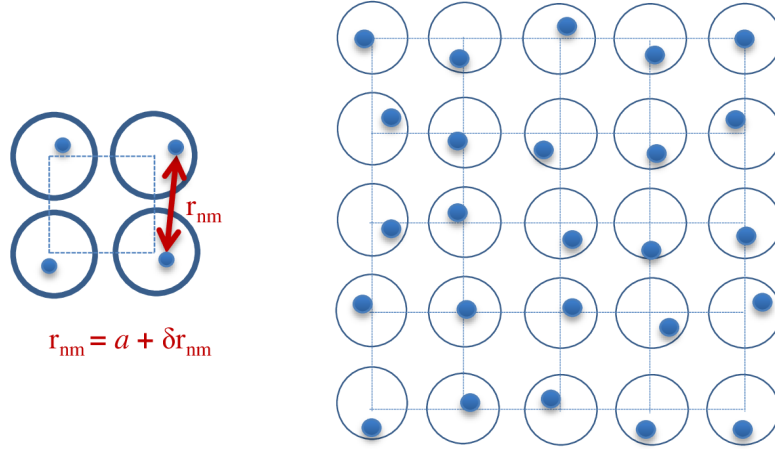 rnm
rnm = a + δrnm